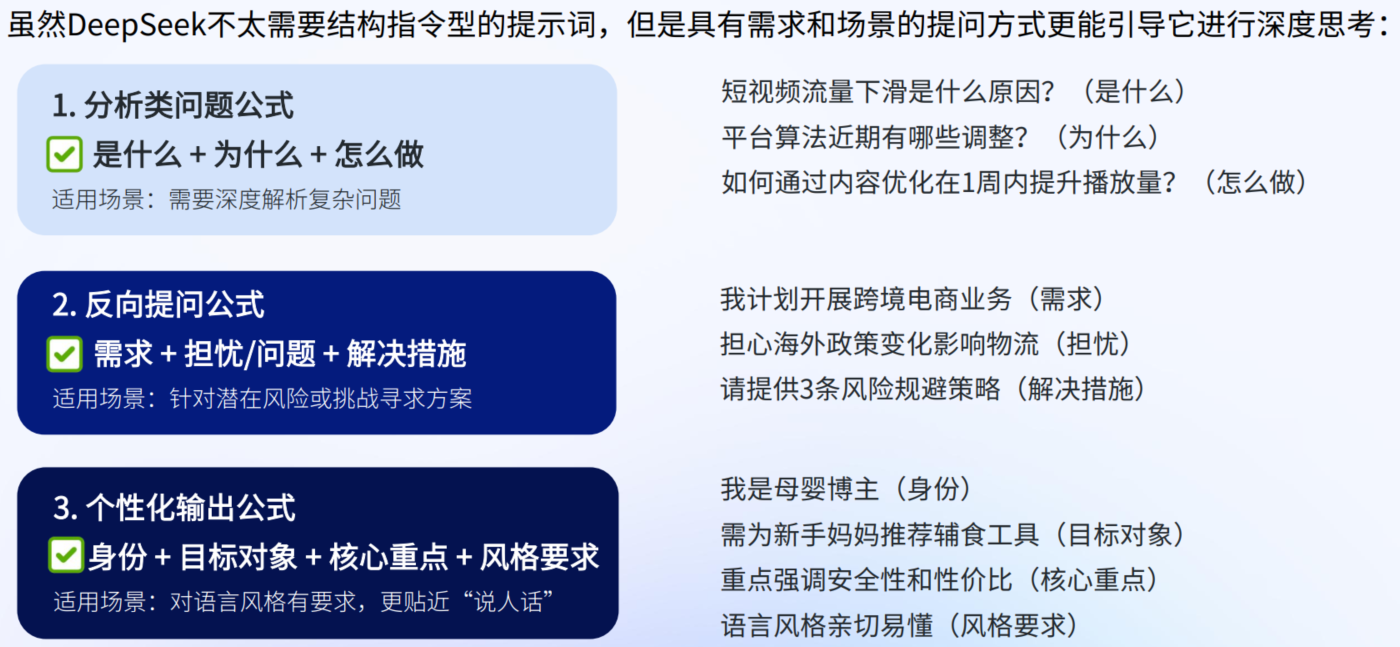 虽然DeepSeek不太需要结构指令型的提示词，但是具有需求和场景的提问方式更能引导它进行深度思考：
1. 分析类问题公式
是什么 + 为什么 + 怎么做
适用场景：需要深度解析复杂问题
短视频流量下滑是什么原因？（是什么）
平台算法近期有哪些调整？（为什么）
如何通过内容优化在1周内提升播放量？（怎么做）
2. 反向提问公式
需求 + 担忧/问题 + 解决措施
适用场景：针对潜在风险或挑战寻求方案
我计划开展跨境电商业务（需求）
担心海外政策变化影响物流（担忧）
请提供3条风险规避策略（解决措施）
3. 个性化输出公式
身份 + 目标对象 + 核心重点 + 风格要求
适用场景：对语言风格有要求，更贴近“说人话”
我是母婴博主（身份）
需为新手妈妈推荐辅食工具（目标对象）
重点强调安全性和性价比（核心重点）
语言风格亲切易懂（风格要求）